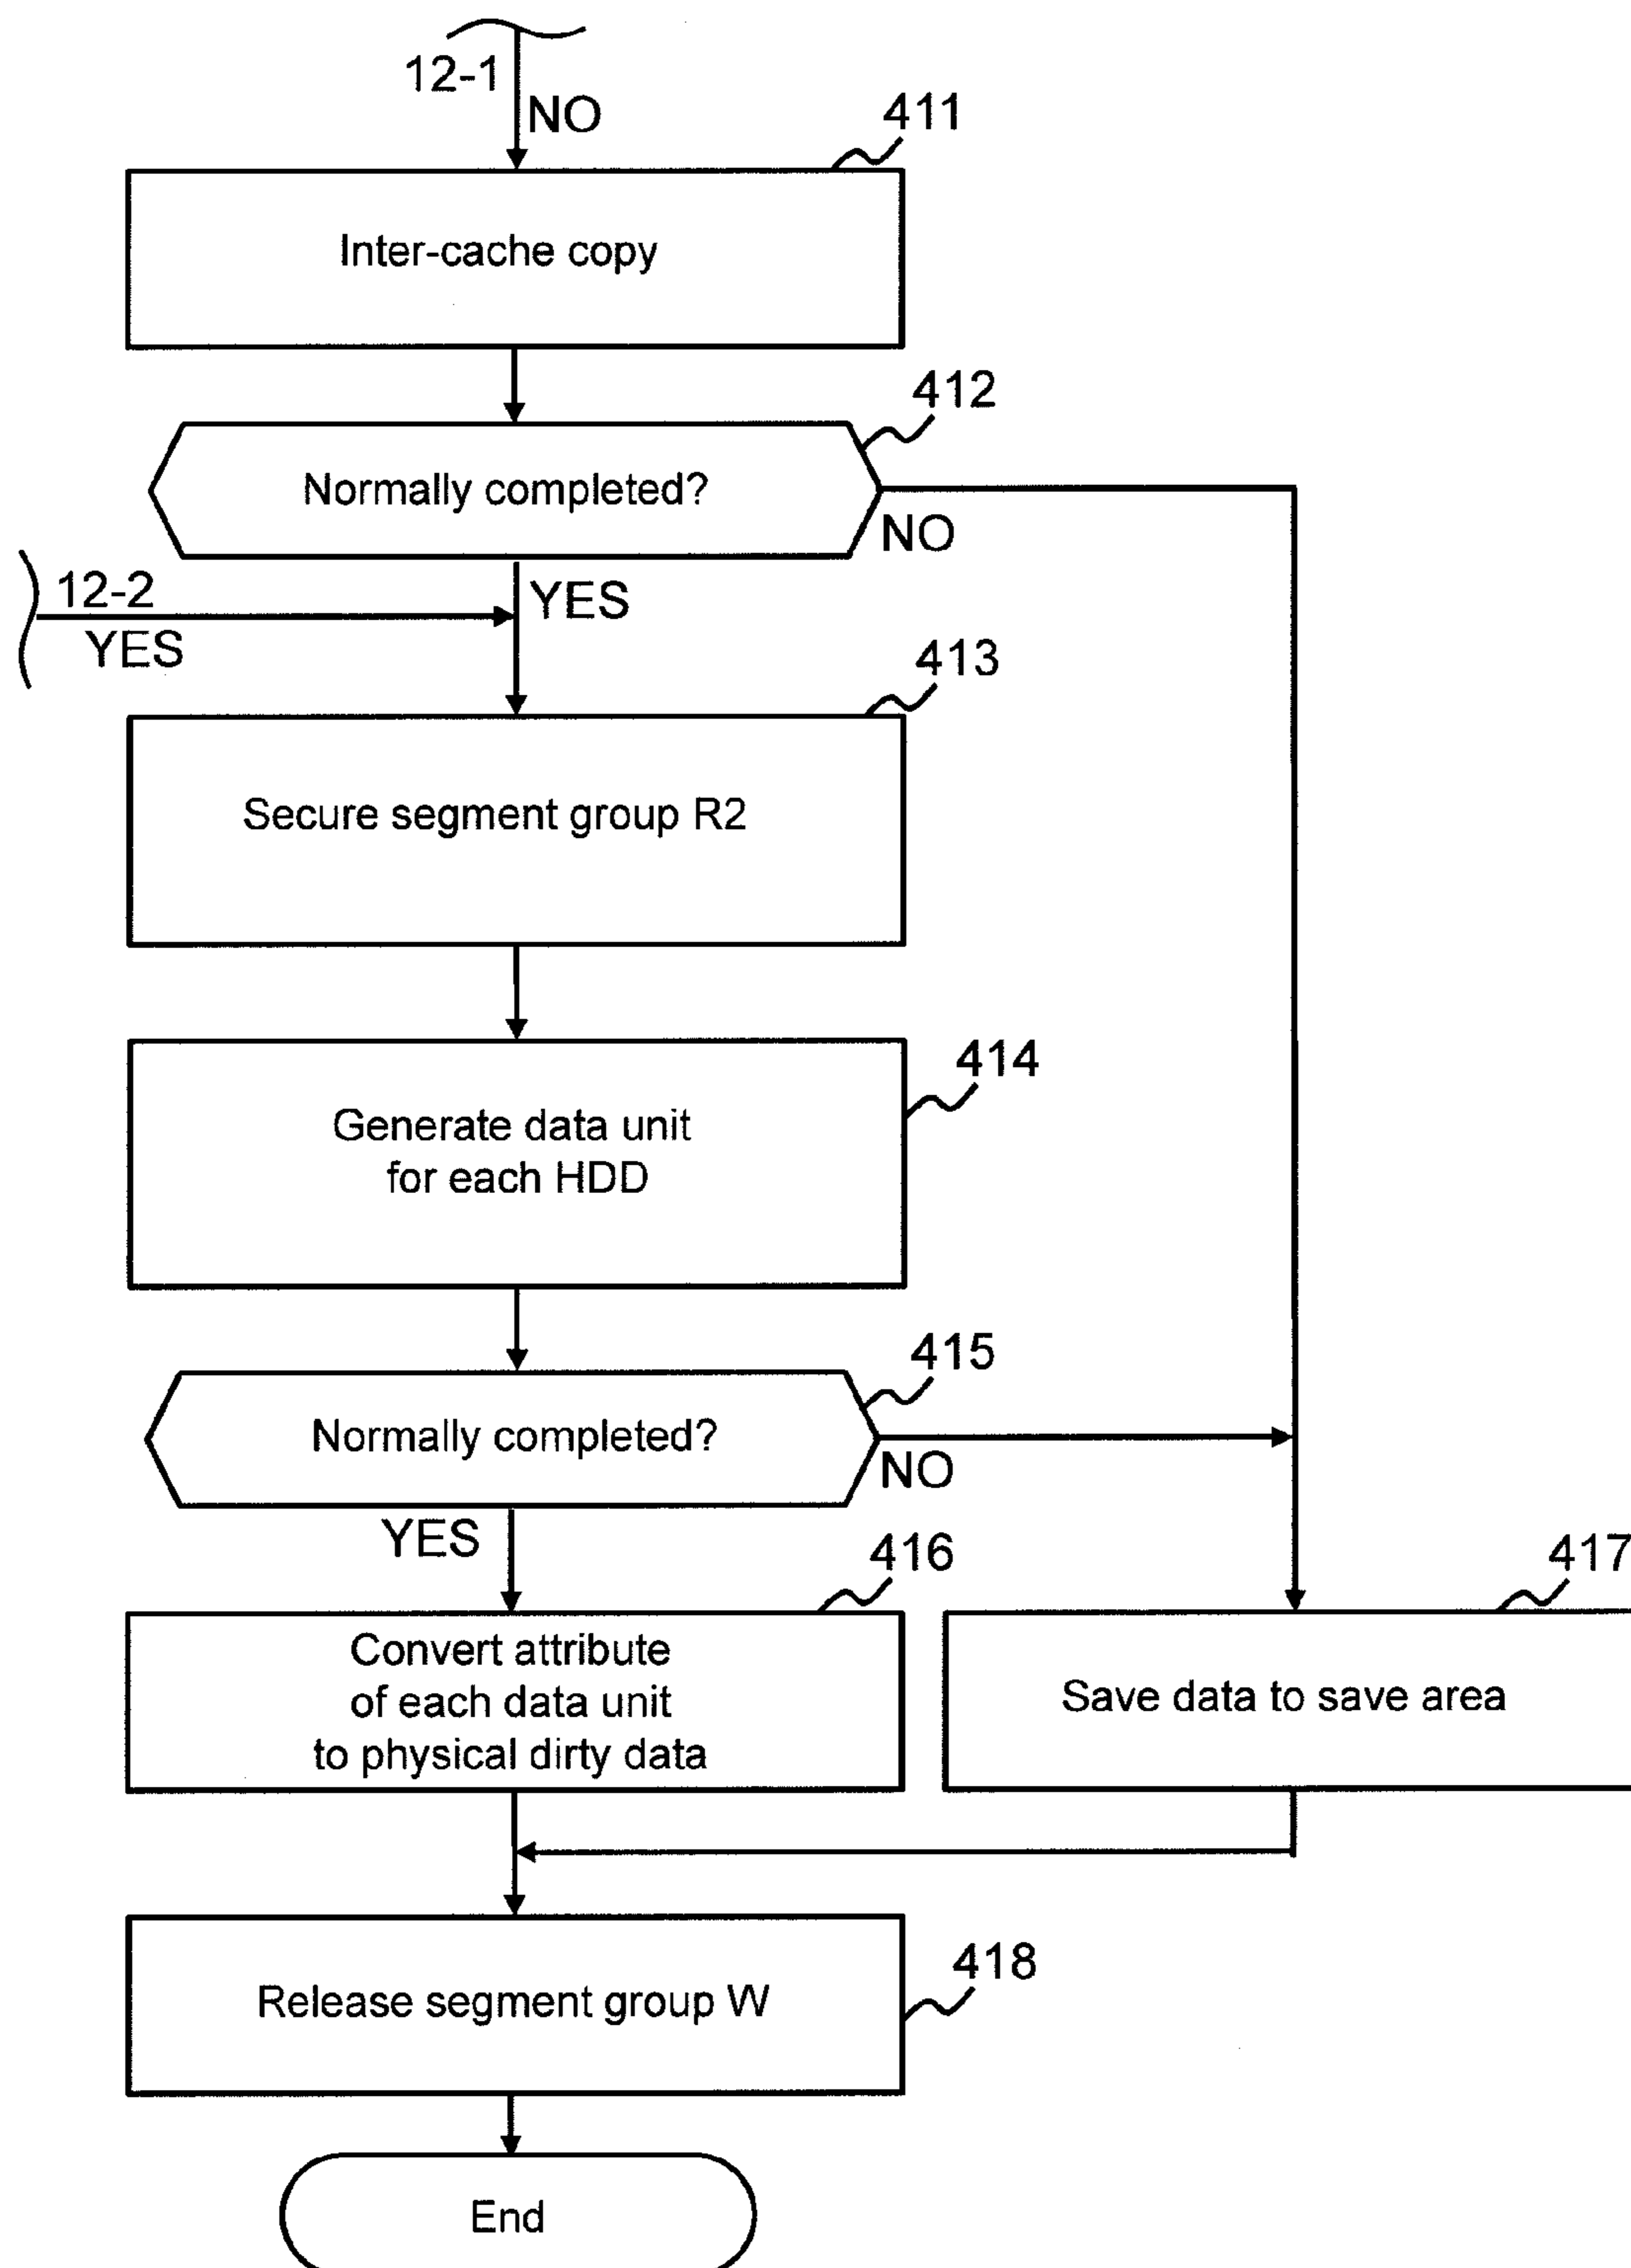 12-1
NO
411
Inter-cache copy
412
Normally completed?
NO
12-2
YES
YES
413
Secure segment group R2
414
Generate data unit
for each HDD
415
Normally completed?
NO
YES
416
417
Convert attribute
of each data unit
to physical dirty data
Save data to save area
418
Release segment group W
End